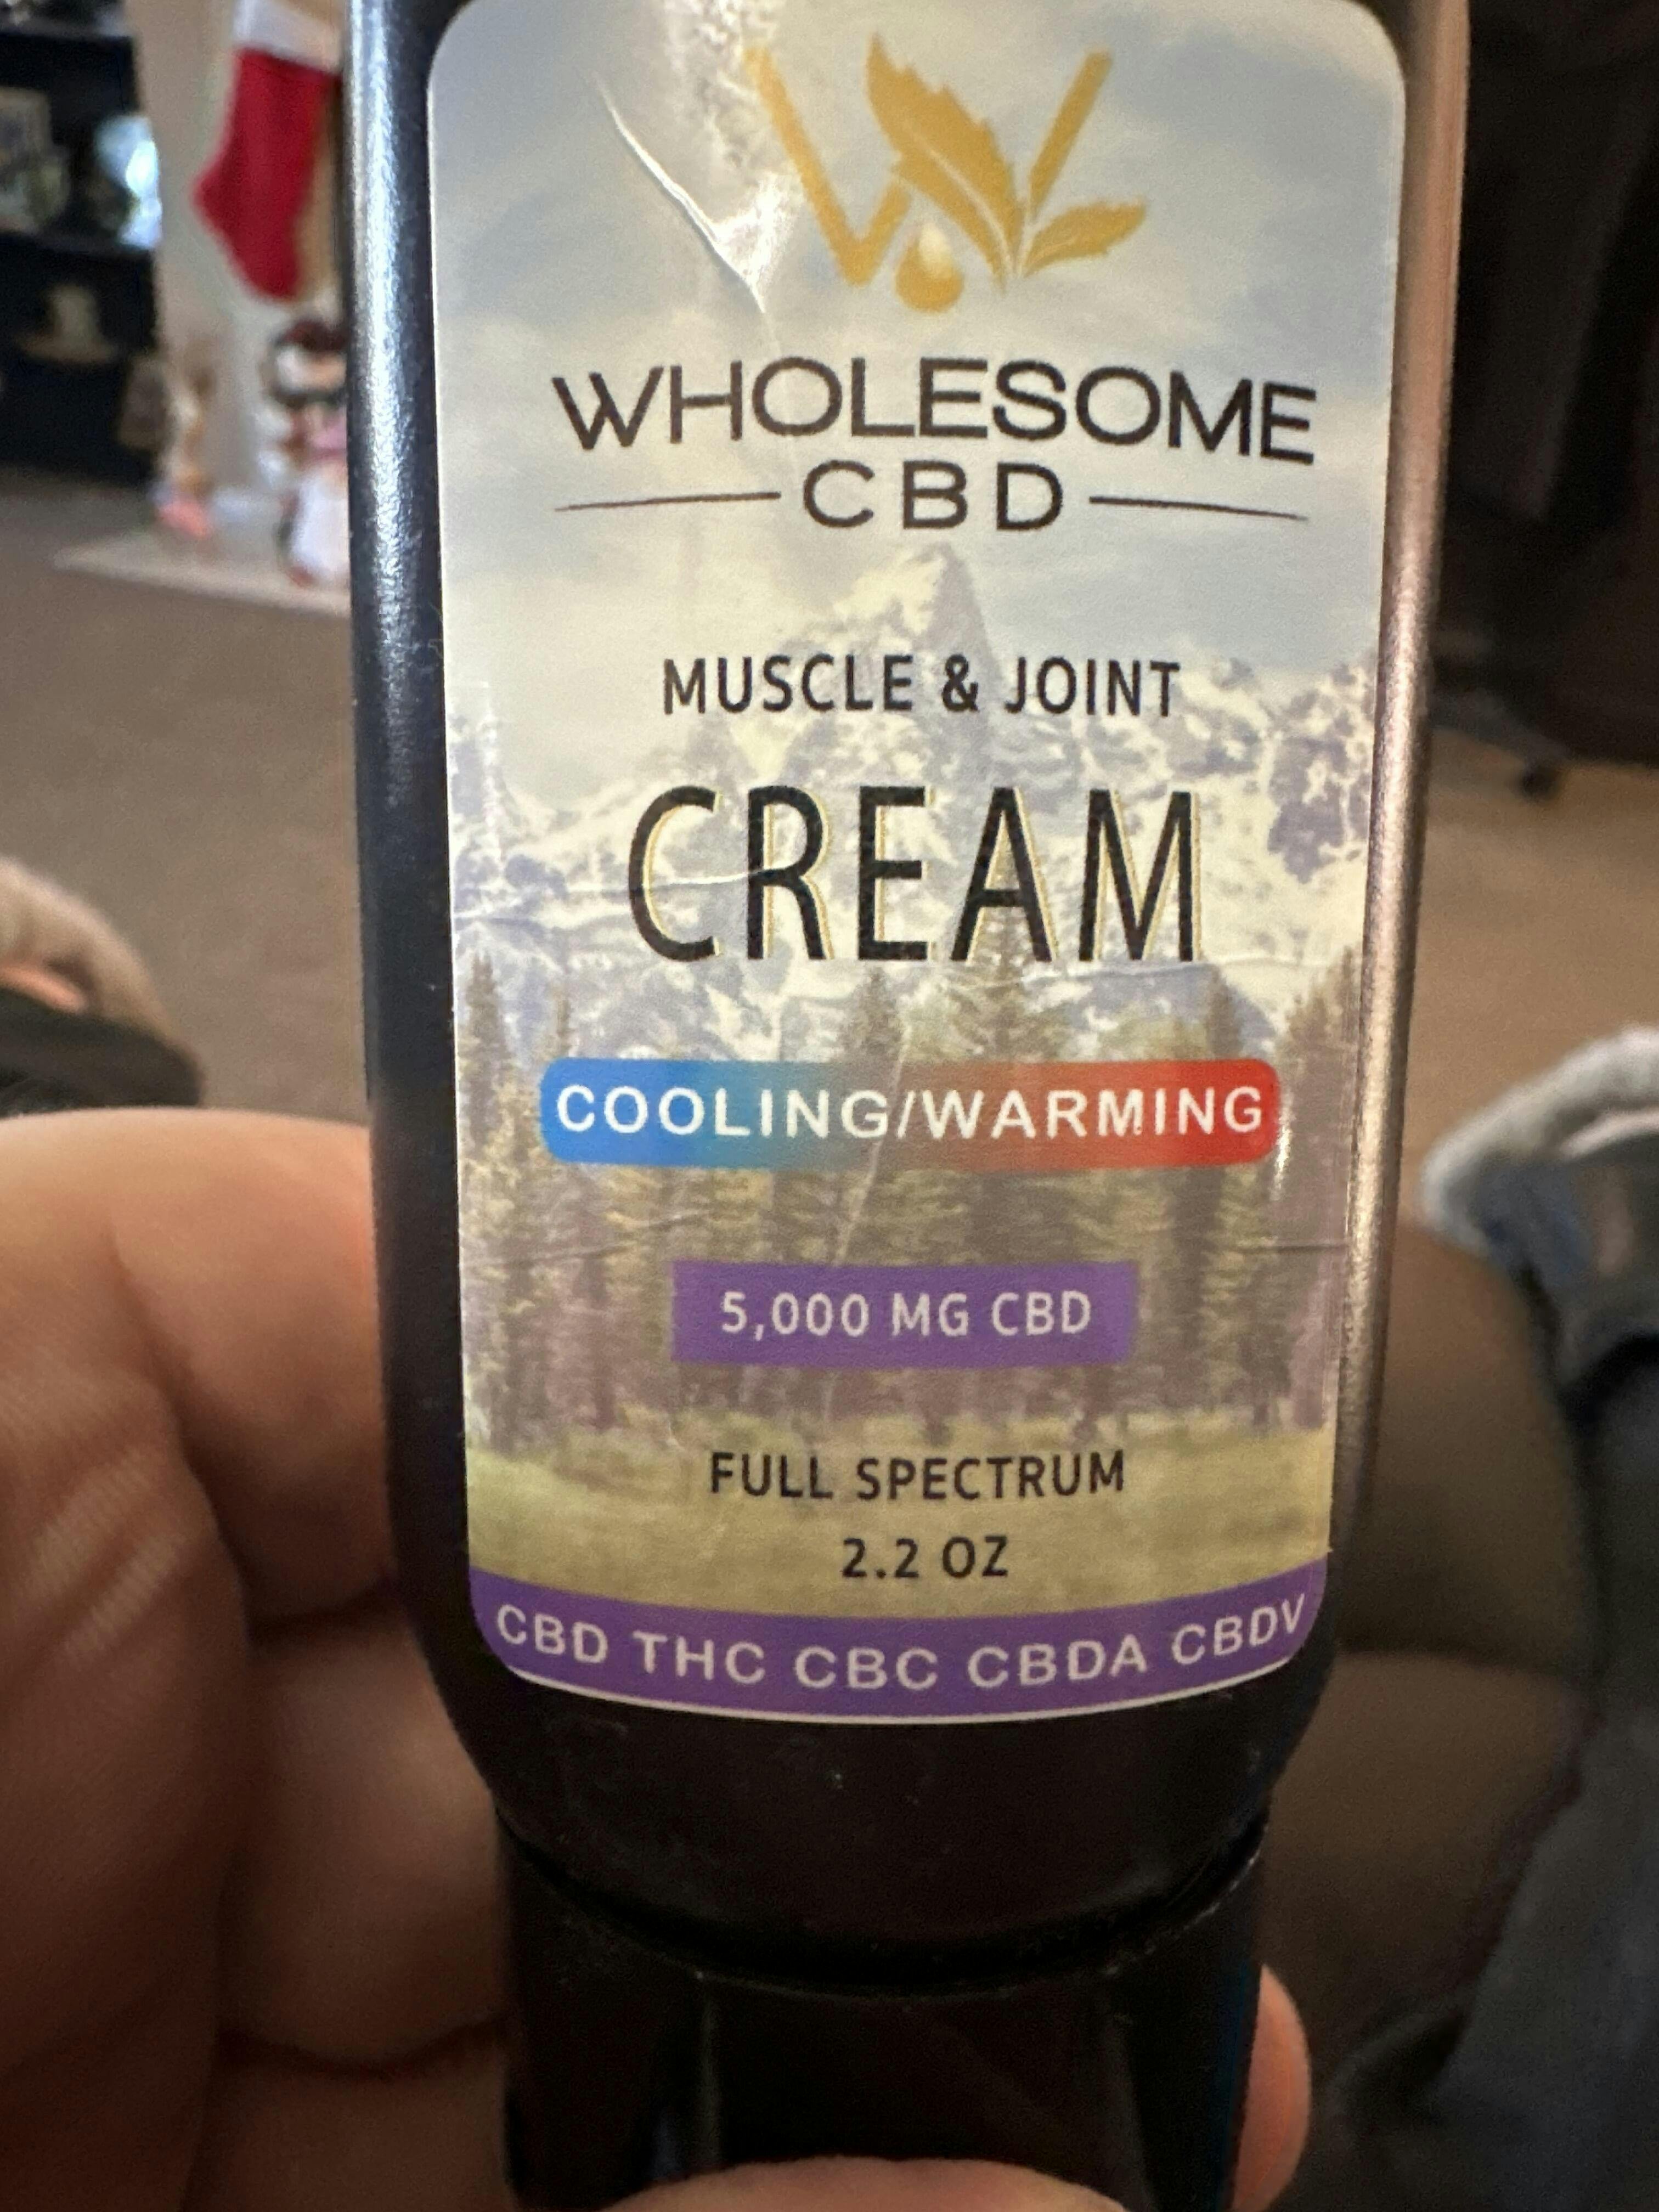 WHOLESOME
CBD
MUSCLE & JOINT
CREAM
COOLING/WARMING
5,000 MG CBD
FULL SPECTRUM
2.2 OZ
CBD THC CBC CBDA CBDV